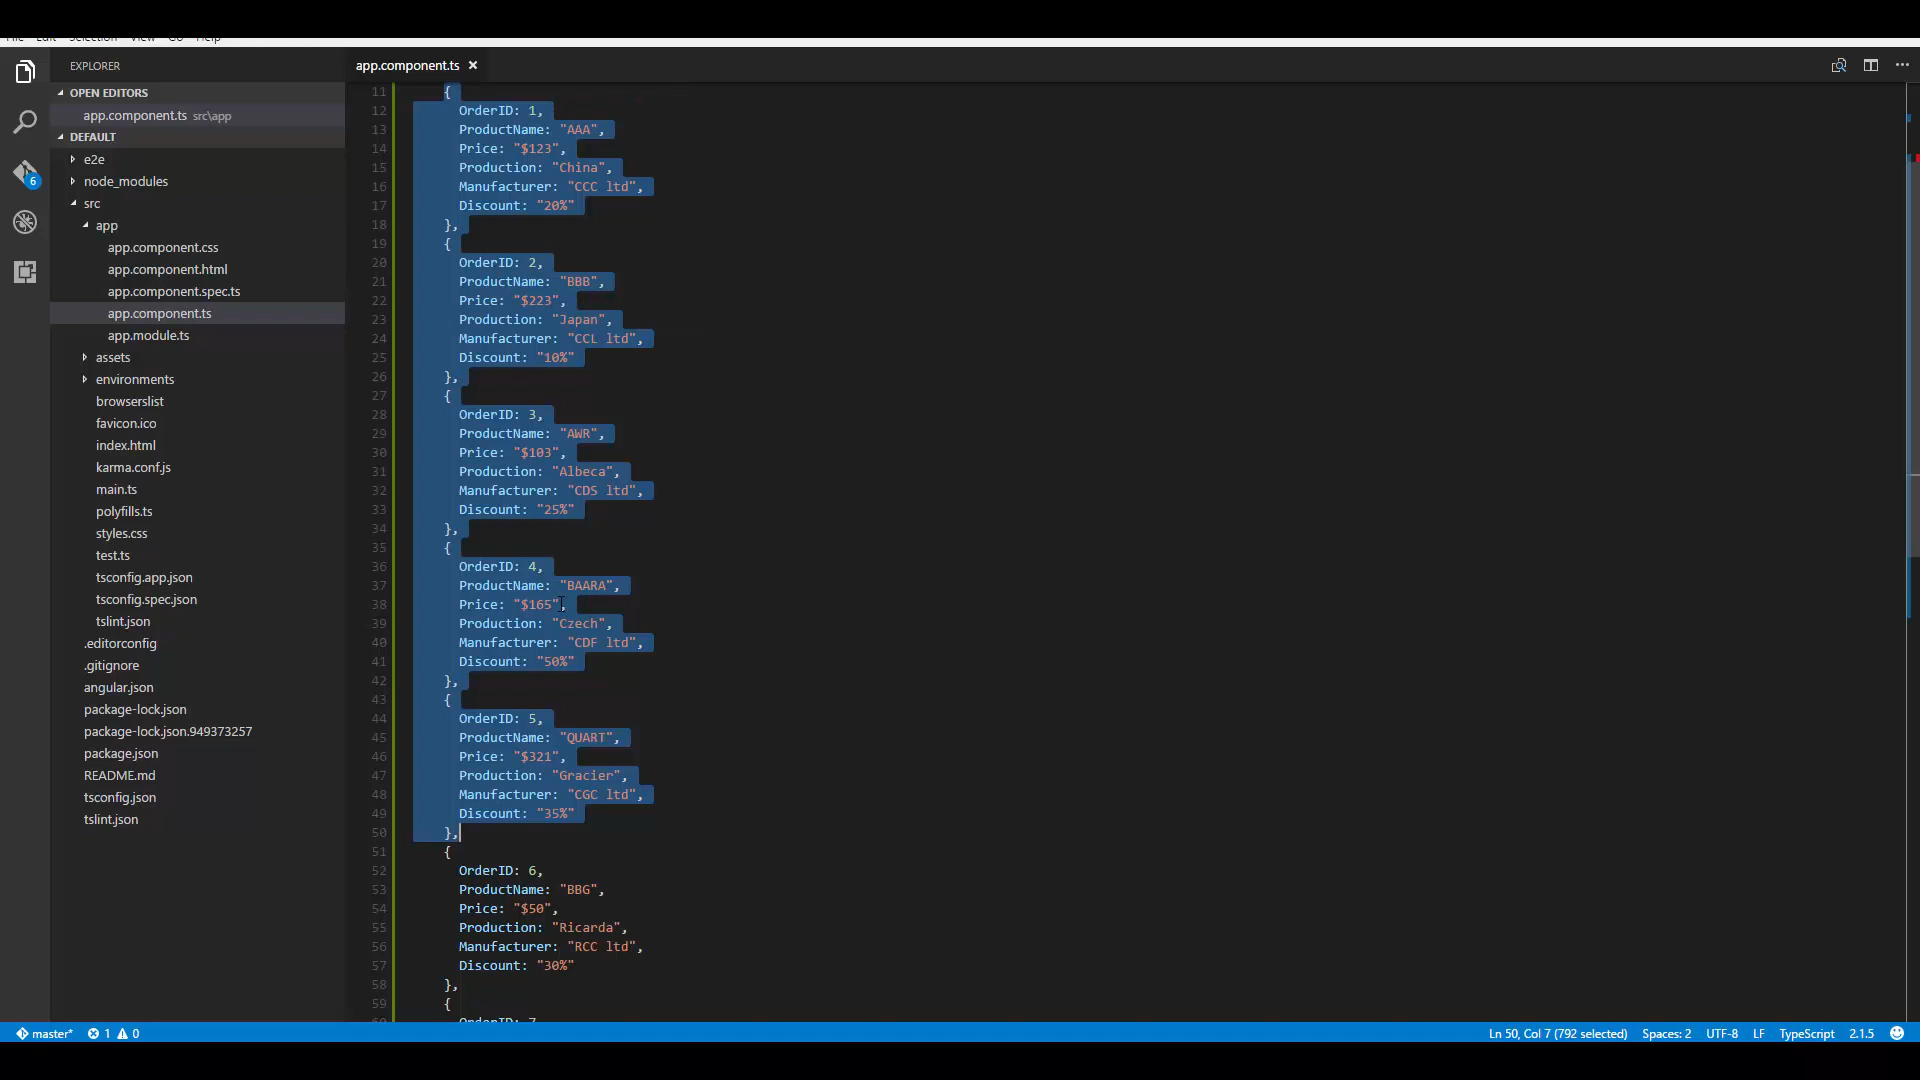 File Edit Selection View Go Help
EXPLORER
OPEN EDITORS
app.component.ts src\app
DEFAULT
e2e
node_modules
src
app
app.component.css
app.component.html
app.component.spec.ts
app.component.ts
app.module.ts
assets
environments
browserslist
favicon.ico
index.html
karma.conf.js
main.ts
polyfills.ts
styles.css
test.ts
tsconfig.app.json
tsconfig.spec.json
tslint.json
.editorconfig
.gitignore
angular.json
package-lock.json
package-lock.json.949373257
package.json
README.md
tsconfig.json
tslint.json
6
app.component.ts ×
11 {
12 OrderID: 1,
13 ProductName: "AAA",
14 Price: "$123",
15 Production: "China",
16 Manufacturer: "CCC ltd",
17 Discount: "20%"
18 },
19 {
20 OrderID: 2,
21 ProductName: "BBB",
22 Price: "$223",
23 Production: "Japan",
24 Manufacturer: "CCL ltd",
25 Discount: "10%"
26 },
27 {
28 OrderID: 3,
29 ProductName: "AWR",
30 Price: "$103",
31 Production: "Albeca",
32 Manufacturer: "CDS ltd",
33 Discount: "25%"
34 },
35 {
36 OrderID: 4,
37 ProductName: "BAARA",
38 Price: "$165",
39 Production: "Czech",
40 Manufacturer: "CDF ltd",
41 Discount: "50%"
42 },
43 {
44 OrderID: 5,
45 ProductName: "QUART",
46 Price: "$321",
47 Production: "Gracier",
48 Manufacturer: "CGC ltd",
49 Discount: "35%"
50 },
51 {
52 OrderID: 6,
53 ProductName: "BBG",
54 Price: "$50",
55 Production: "Ricarda",
56 Manufacturer: "RCC ltd",
57 Discount: "30%"
58 },
59 {
60 OrderID: 7
master* 1 0 Ln 50, Col 7 (792 selected) Spaces: 2 UTF-8 LF TypeScript 2.1.5